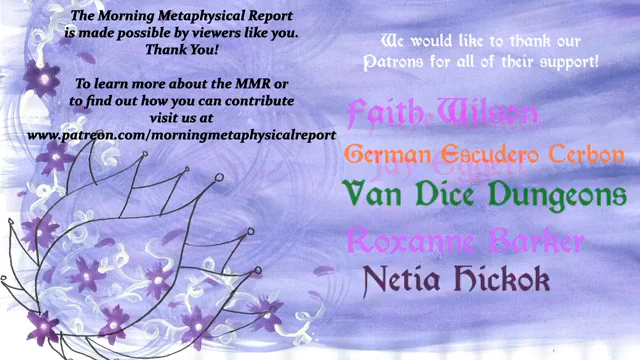 The Morning Metaphysical Report
is made possible by viewers like you.
Thank You!
To learn more about the MMR or
to find out how you can contribute
visit us at
www.patreon.com/morningmetaphysicalreport
We would like to thank our
Patrons for all of their support!
Faith Wilson
German Escudero Cerbon
Van Dice Dungeons
Roxanne Barker
Netia Hickok